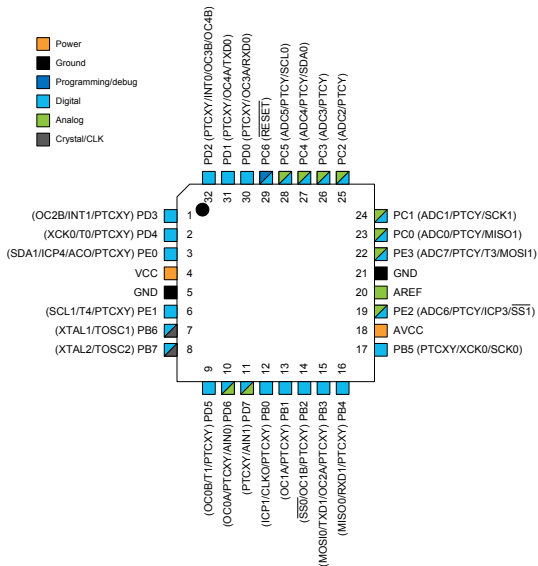 Power
Ground
Programming/debug
Digital
Analog
Crystal/CLK
PD2 (PTCXY/INT0/OC3B/OC4B)
PD1 (PTCXY/OC4A/TXD0)
PD0 (PTCXY/OC3A/RXD0)
PC6 (RESET)
PC5 (ADC5/PTCY/SCL0)
PC4 (ADC4/PTCY/SDA0)
PC3 (ADC3/PTCY)
PC2 (ADC2/PTCY)
32
31
30
29
28
27
26
25
(OC2B/INT1/PTCXY) PD3
1
(XCK0/T0/PTCXY) PD4
2
(SDA1/ICP4/ACO/PTCXY) PE0
3
VCC
4
GND
5
(SCL1/T4/PTCXY) PE1
6
(XTAL1/TOSC1) PB6
7
(XTAL2/TOSC2) PB7
8
24
PC1 (ADC1/PTCY/SCK1)
23
PC0 (ADC0/PTCY/MISO1)
22
PE3 (ADC7/PTCY/T3/MOSI1)
21
GND
20
AREF
19
PE2 (ADC6/PTCY/ICP3/SS1)
18
AVCC
17
PB5 (PTCXY/XCK0/SCK0)
9
10
11
12
13
14
15
16
(OC0B/T1/PTCXY) PD5
(OC0A/PTCXY/AIN0) PD6
(PTCXY/AIN1) PD7
(ICP1/CLKO/PTCXY) PB0
(OC1A/PTCXY) PB1
(SS0/OC1B/PTCXY) PB2
(MOSI0/TXD1/OC2A/PTCXY) PB3
(MISO0/RXD1/PTCXY) PB4